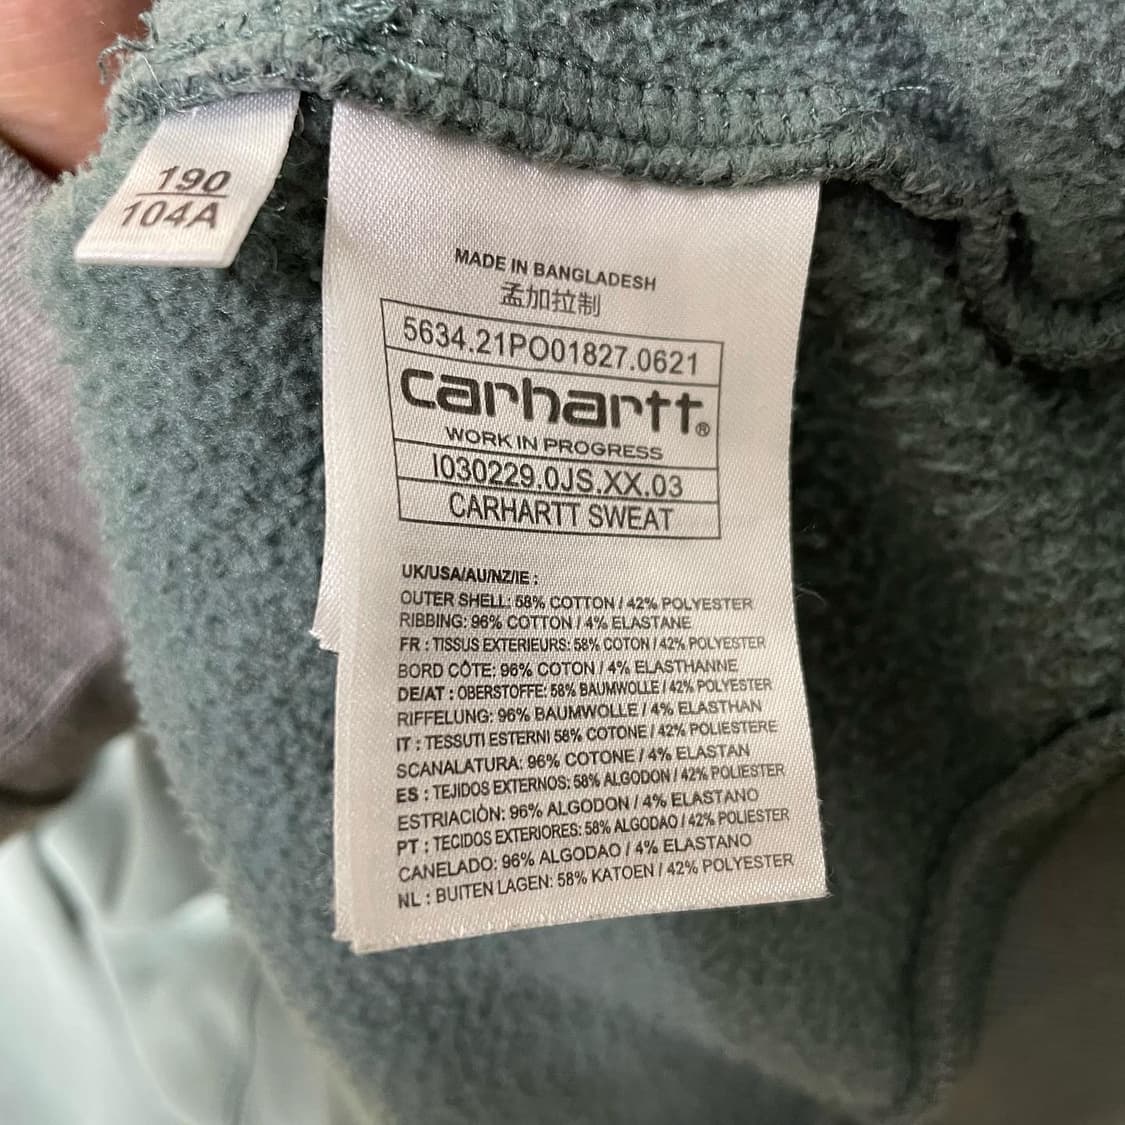 190
104A
MADE IN BANGLADESH
孟加拉制
5634.21PO01827.0621
carhartt®
WORK IN PROGRESS
I030229.0JS.XX.03
CARHARTT SWEAT
UK/USA/AU/NZ/IE :
OUTER SHELL: 58% COTTON / 42% POLYESTER
RIBBING: 96% COTTON / 4% ELASTANE
FR : TISSUS EXTERIEURS: 58% COTON / 42% POLYESTER
BORD CÔTE: 96% COTON / 4% ELASTHANNE
DE/AT : OBERSTOFFE: 58% BAUMWOLLE / 42% POLYESTER
RIFFELUNG: 96% BAUMWOLLE / 4% ELASTHAN
IT : TESSUTI ESTERNI 58% COTONE / 42% POLIESTERE
SCANALATURA: 96% COTONE / 4% ELASTAN
ES : TEJIDOS EXTERNOS: 58% ALGODON / 42% POLIESTER
ESTRIACIÓN: 96% ALGODON / 4% ELASTANO
PT : TECIDOS EXTERIORES: 58% ALGODAO / 42% POLIESTER
CANELADO: 96% ALGODAO / 4% ELASTANO
NL : BUITEN LAGEN: 58% KATOEN / 42% POLYESTER